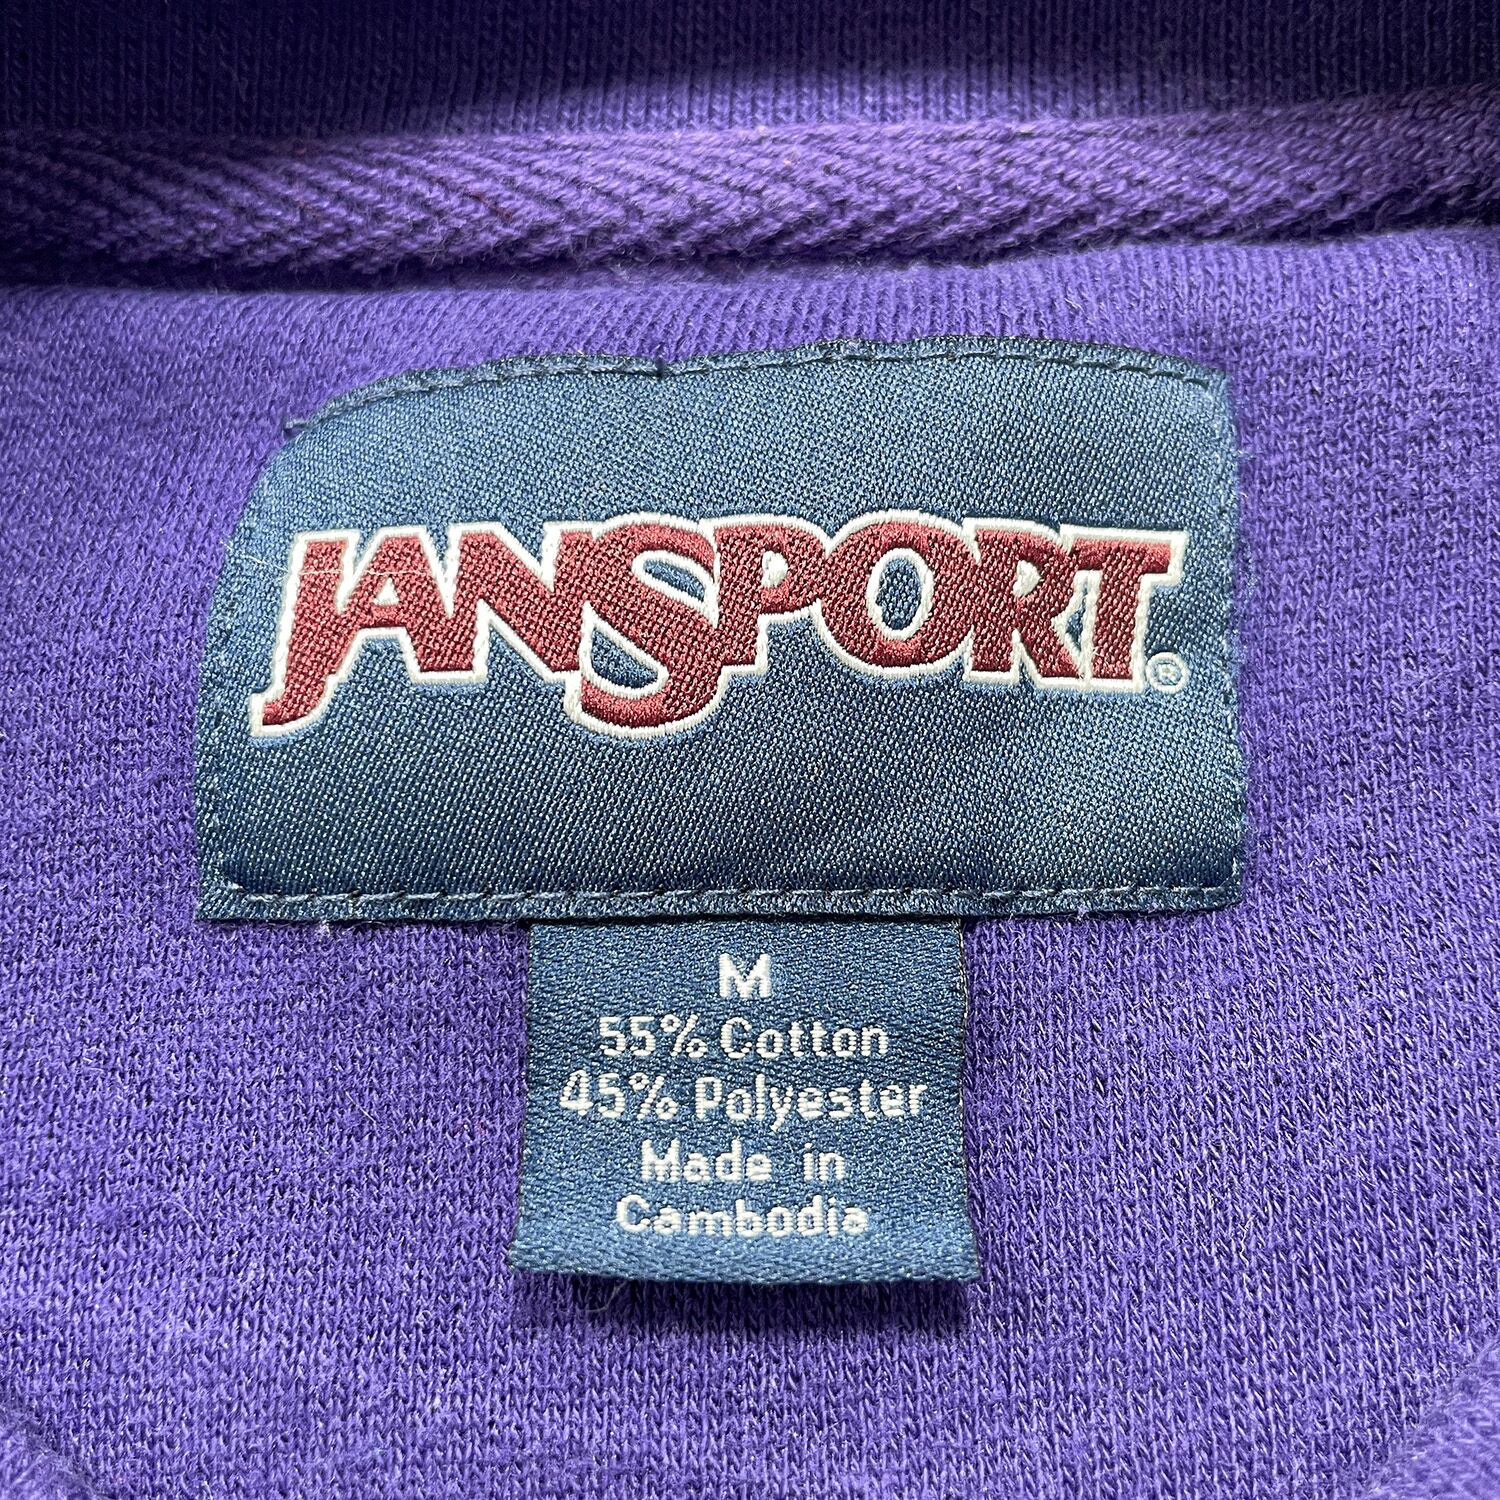 JANSPORT®
M
55% Cotton
45% Polyester
Made in
Cambodia